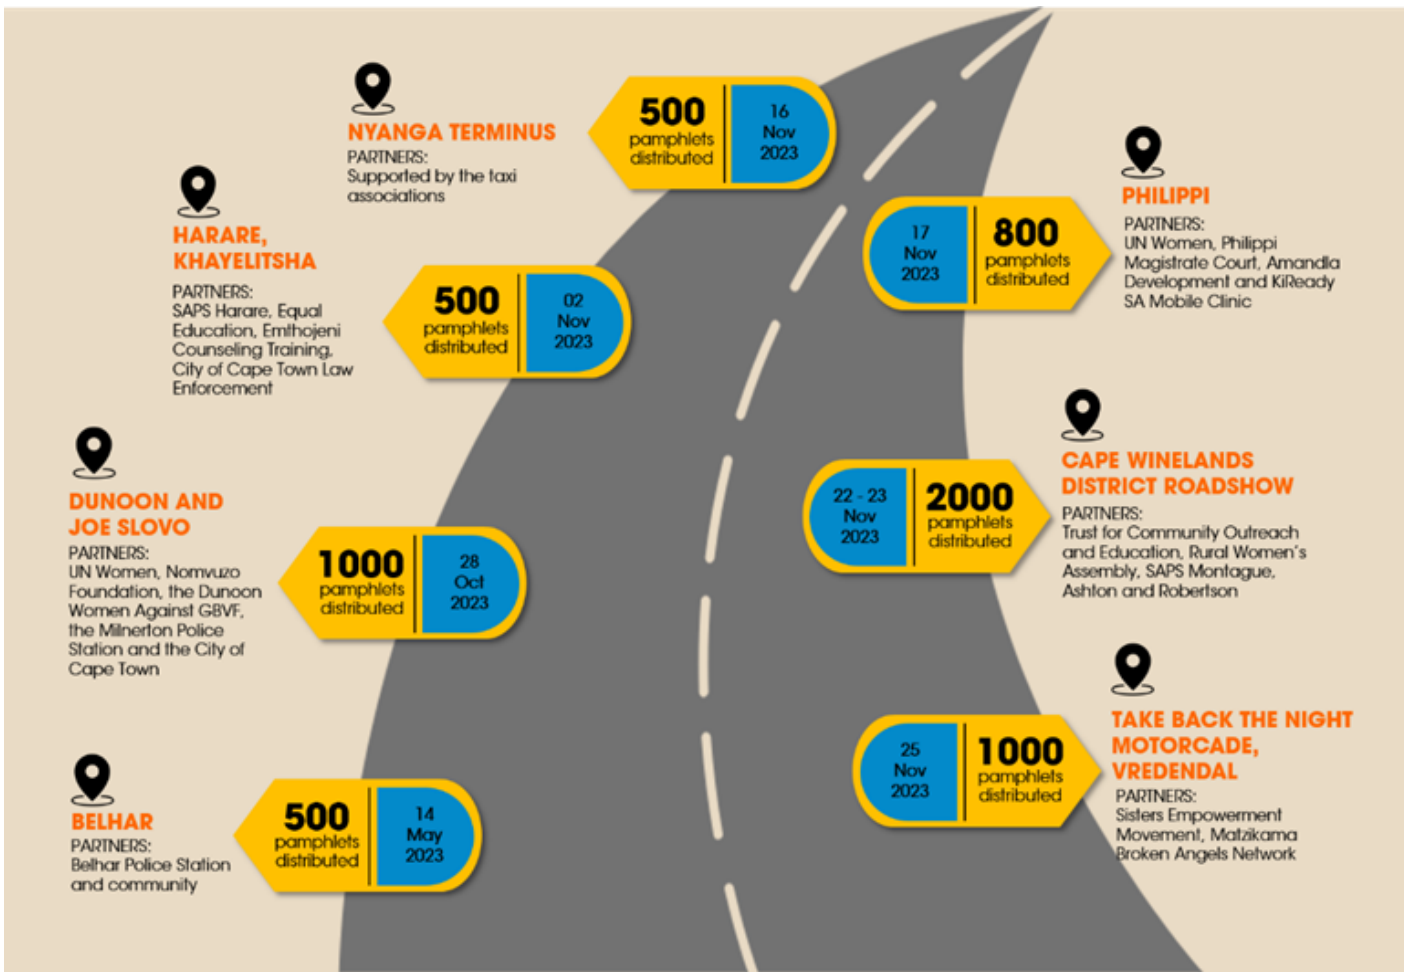 NYANGA TERMINUS
PARTNERS:
Supported by the taxi
associations
500
pamphlets
distributed
16
Nov
2023
HARARE,
KHAYELITSHA
PARTNERS:
SAPS Harare, Equal
Education, Emthojeni
Counseling Training,
City of Cape Town Law
Enforcement
500
pamphlets
distributed
02
Nov
2023
DUNOON AND
JOE SLOVO
PARTNERS:
UN Women, Nomvuzo
Foundation, the Dunoon
Women Against GBVF,
the Milnerton Police
Station and the City of
Cape Town
1000
pamphlets
distributed
28
Oct
2023
BELHAR
PARTNERS:
Belhar Police Station
and community
500
pamphlets
distributed
14
May
2023
17
Nov
2023
800
pamphlets
distributed
PHILIPPI
PARTNERS:
UN Women, Philippi
Magistrate Court, Amandla
Development and KiReady
SA Mobile Clinic
22 - 23
Nov
2023
2000
pamphlets
distributed
CAPE WINELANDS
DISTRICT ROADSHOW
PARTNERS:
Trust for Community Outreach
and Education, Rural Women's
Assembly, SAPS Montague,
Ashton and Robertson
25
Nov
2023
1000
pamphlets
distributed
TAKE BACK THE NIGHT
MOTORCADE,
VREDENDAL
PARTNERS:
Sisters Empowerment
Movement, Matzikama
Broken Angels Network